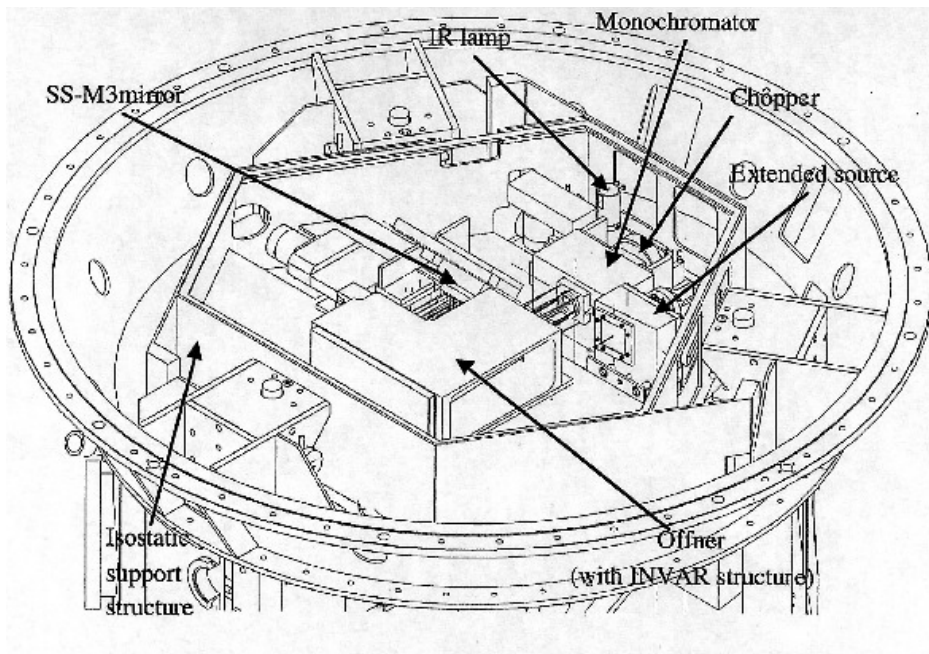 Monochromator
IR lamp
SS-M3mirror
Chopper
Extended source
Isostatic
support
structure
Offner
(with INVAR structure)